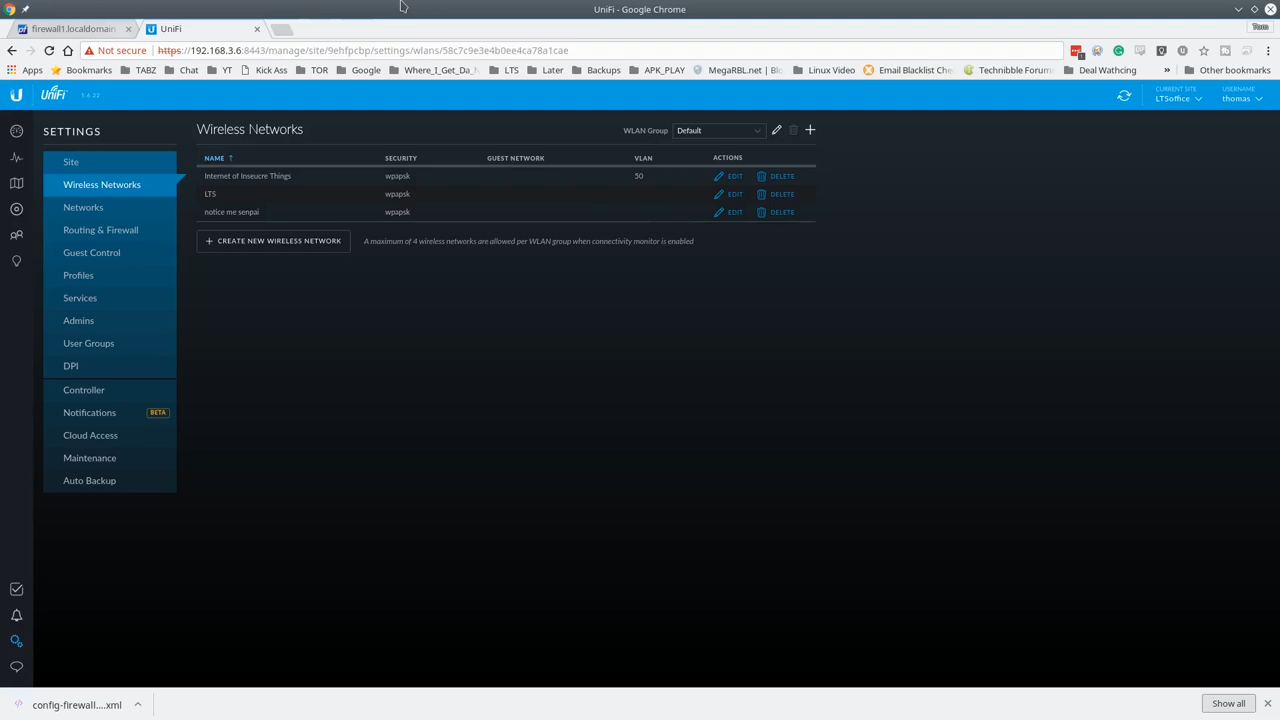 UniFi - Google Chrome
firewall1.localdomain
UniFi
Tom
Not secure
https://192.168.3.6:8443/manage/site/9ehfpcbp/settings/wlans/58c7c9e3e4b0ee4ca78a1cae
Apps Bookmarks TABZ Chat YT Kick Ass TOR Google Where_I_Get_Da_ LTS Later Backups APK_PLAY MegaRBL.net | Blo Linux Video Email Blacklist Che Technibble Forum Deal Wathcing » Other bookmarks
UniFi 1.6.22
CURRENT SITE
LTSoffice
USERNAME
thomas
SETTINGS
Site
Wireless Networks
Networks
Routing & Firewall
Guest Control
Profiles
Services
Admins
User Groups
DPI
Controller
Notifications BETA
Cloud Access
Maintenance
Auto Backup
Wireless Networks
WLAN Group Default
NAME ↑ SECURITY GUEST NETWORK VLAN ACTIONS
Internet of Inseucre Things wpapsk 50 EDIT DELETE
LTS wpapsk EDIT DELETE
notice me senpai wpapsk EDIT DELETE
+ CREATE NEW WIRELESS NETWORK
A maximum of 4 wireless networks are allowed per WLAN group when connectivity monitor is enabled
config-firewall....xml
Show all